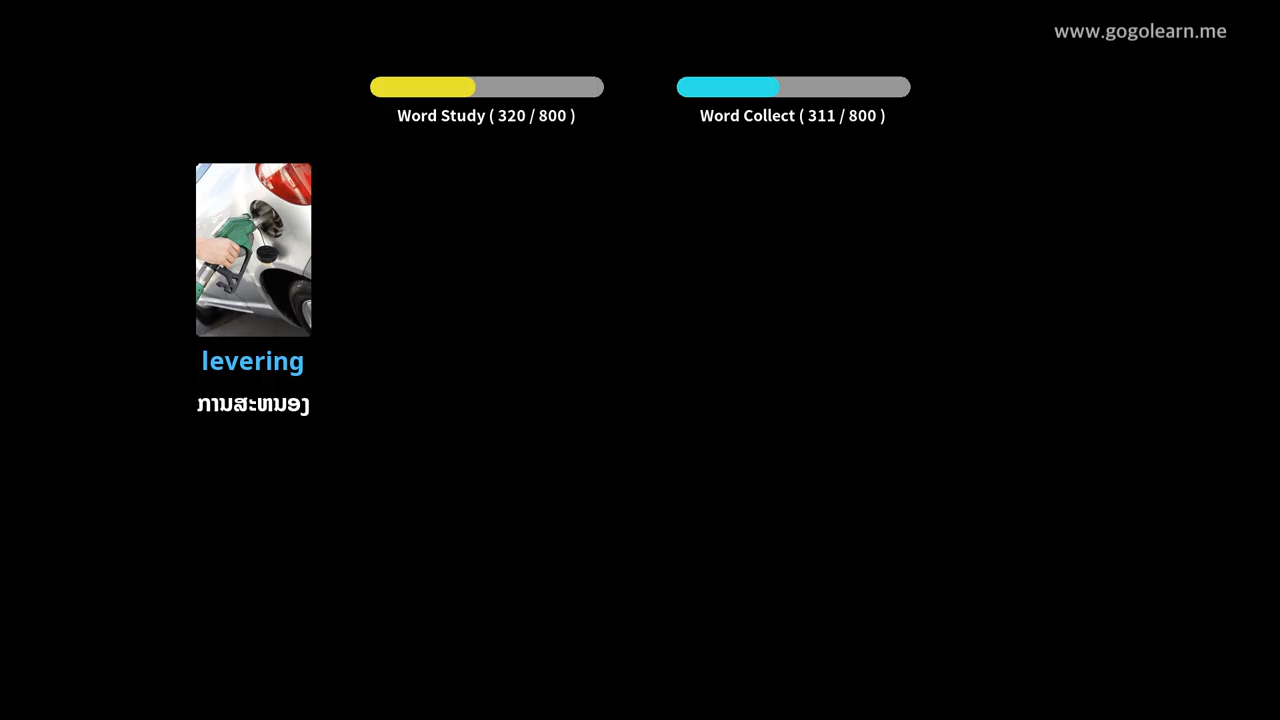 www.gogolearn.me
Word Study ( 320 / 800 )
Word Collect ( 311 / 800 )
levering
ການສະຫນອງ